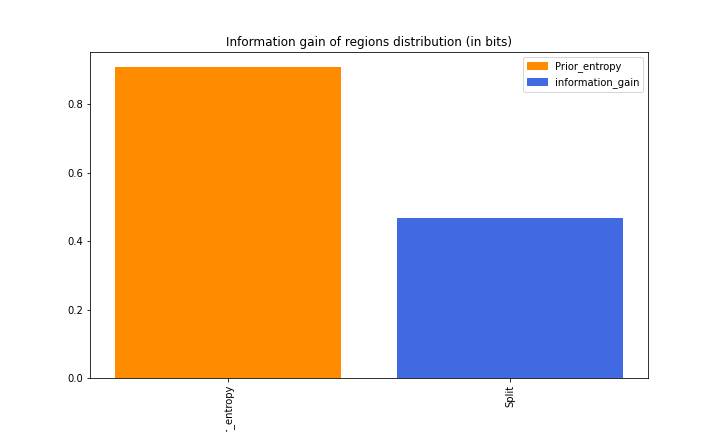 Information gain of regions distribution (in bits)
Prior_entropy
information_gain
0.8
0.6
0.4
0.2
0.0
r_entropy
Split